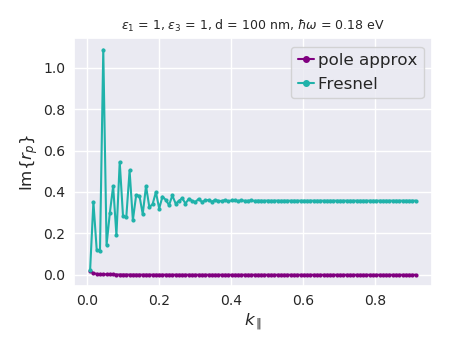 ε₁ = 1, ε₃ = 1, d = 100 nm, ℏω = 0.18 eV
Im{rₚ}
1.0
0.8
0.6
0.4
0.2
0.0
pole approx
Fresnel
0.0 0.2 0.4 0.6 0.8
k∥